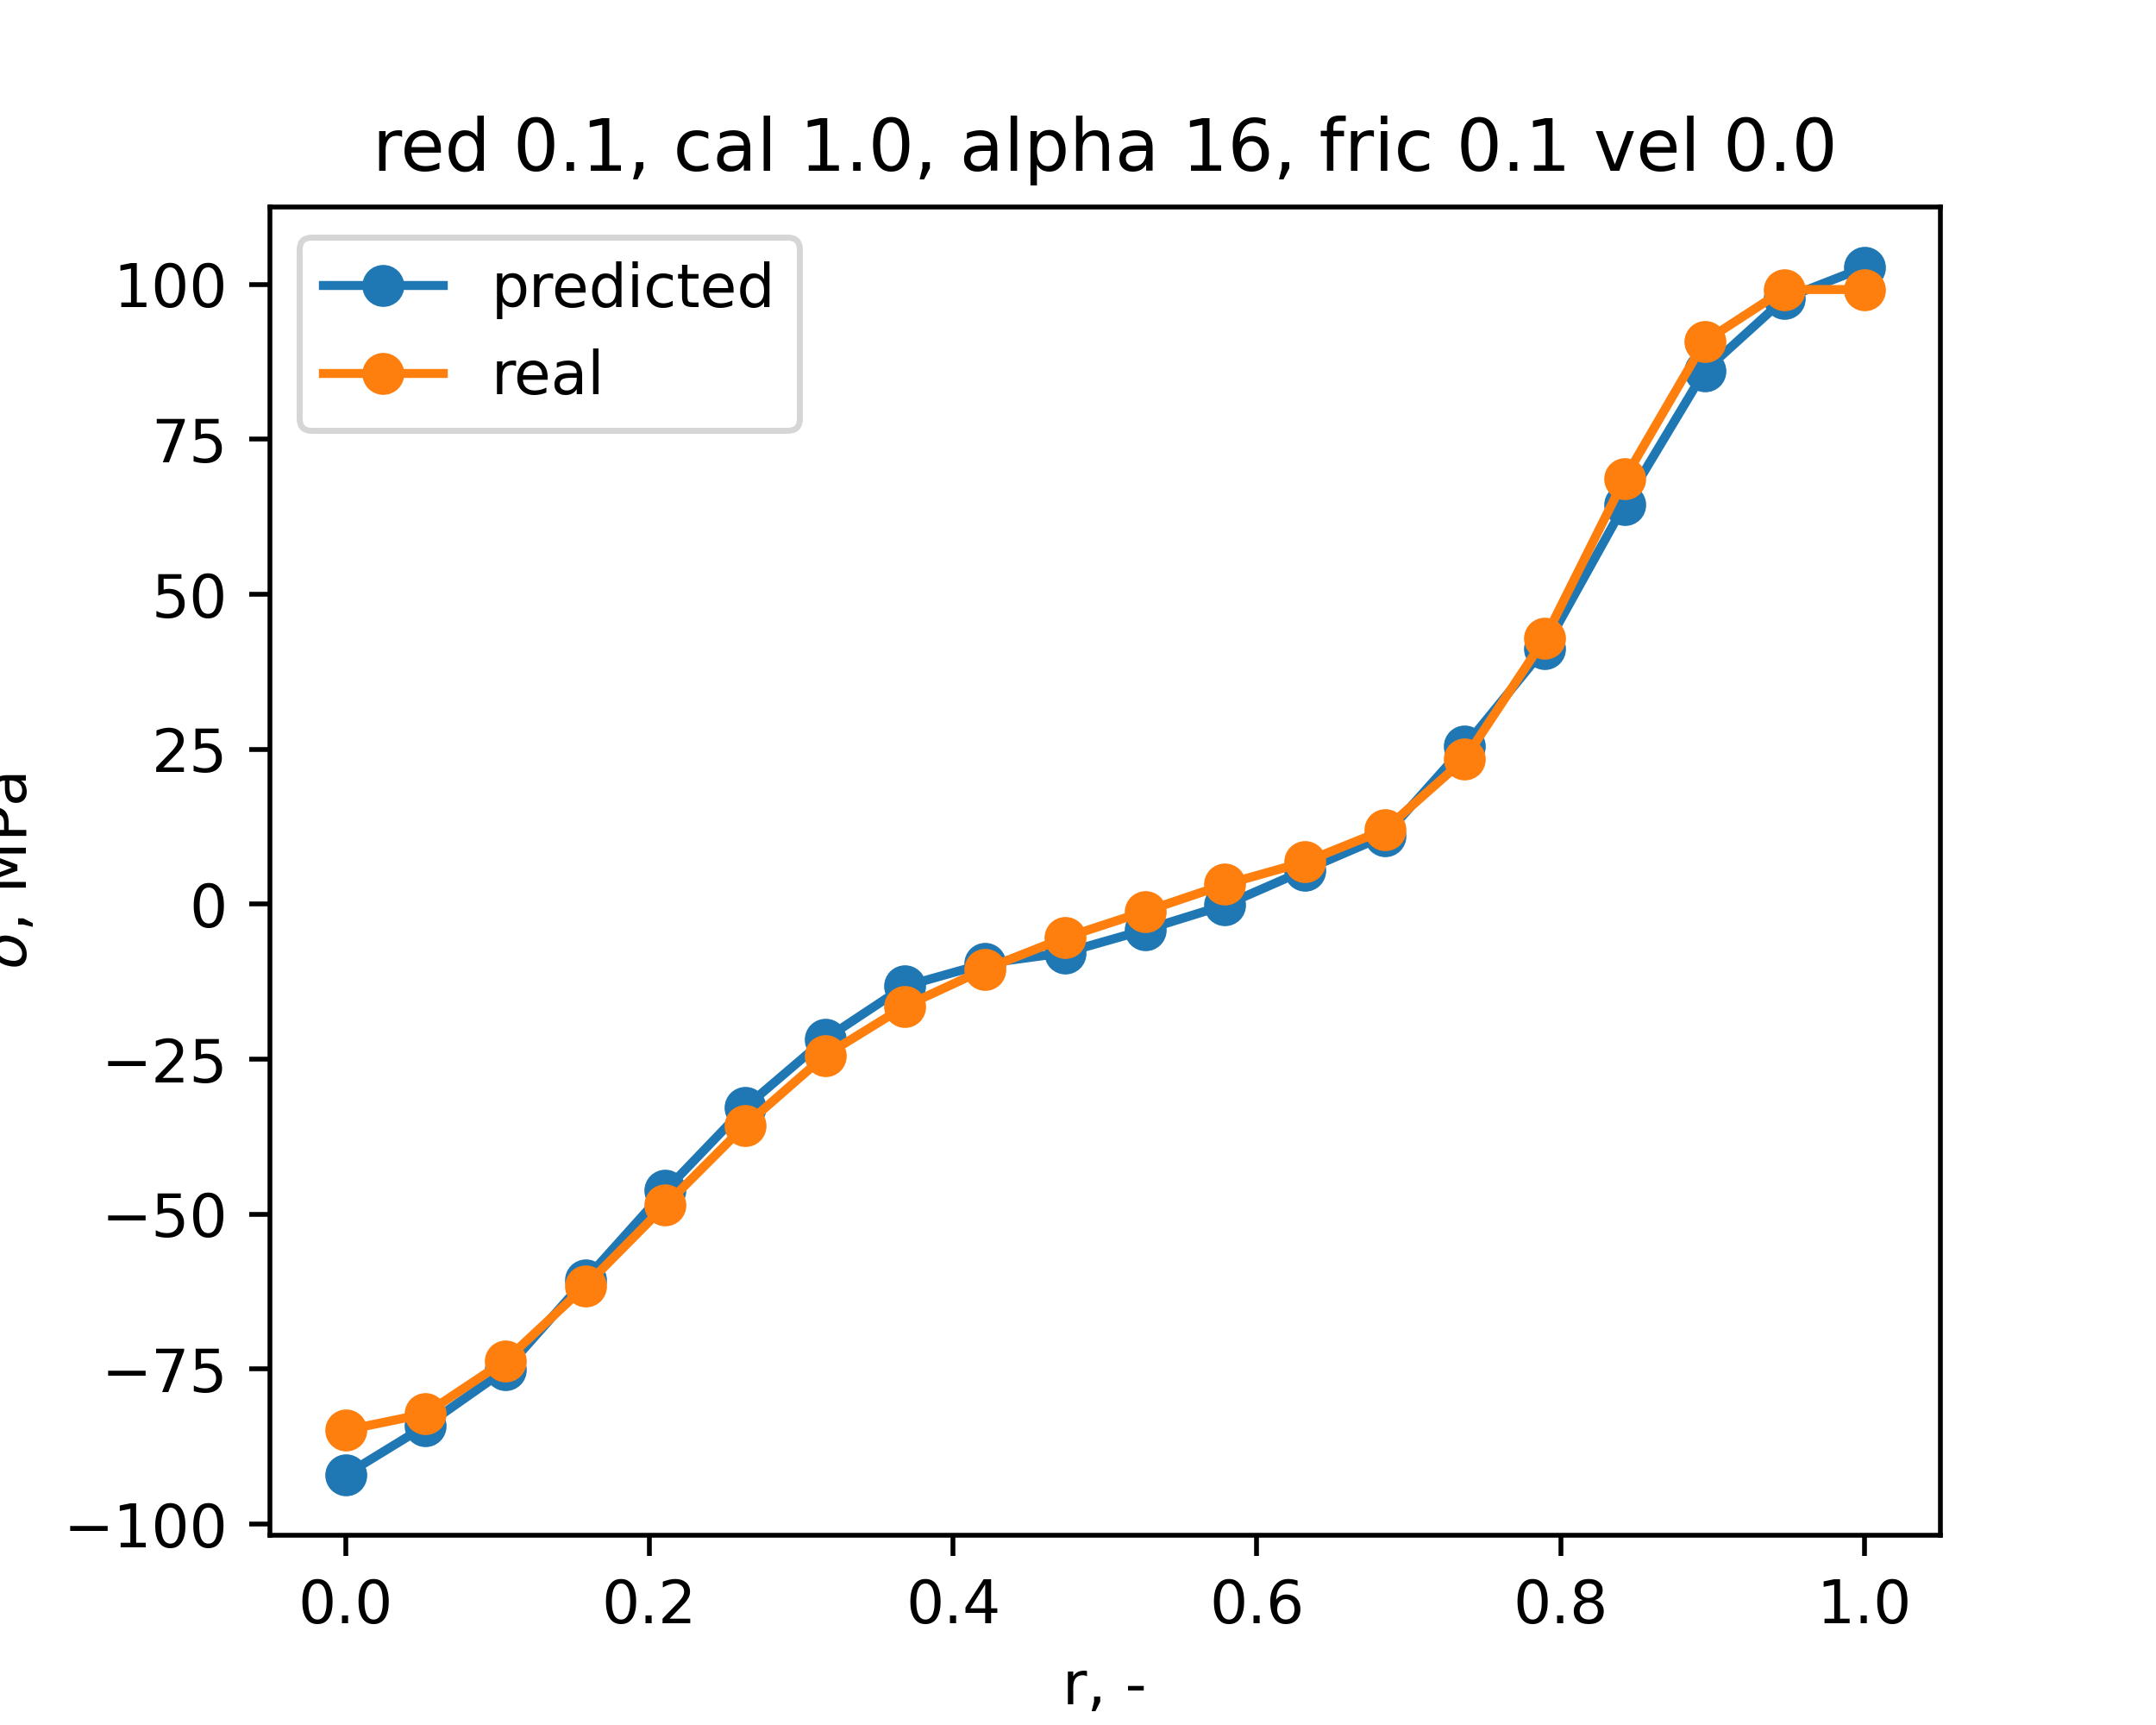 red 0.1, cal 1.0, alpha 16, fric 0.1 vel 0.0
predicted
real
100
75
50
25
0
−25
−50
−75
−100
σ, MPa
0.0 0.2 0.4 0.6 0.8 1.0
r, -